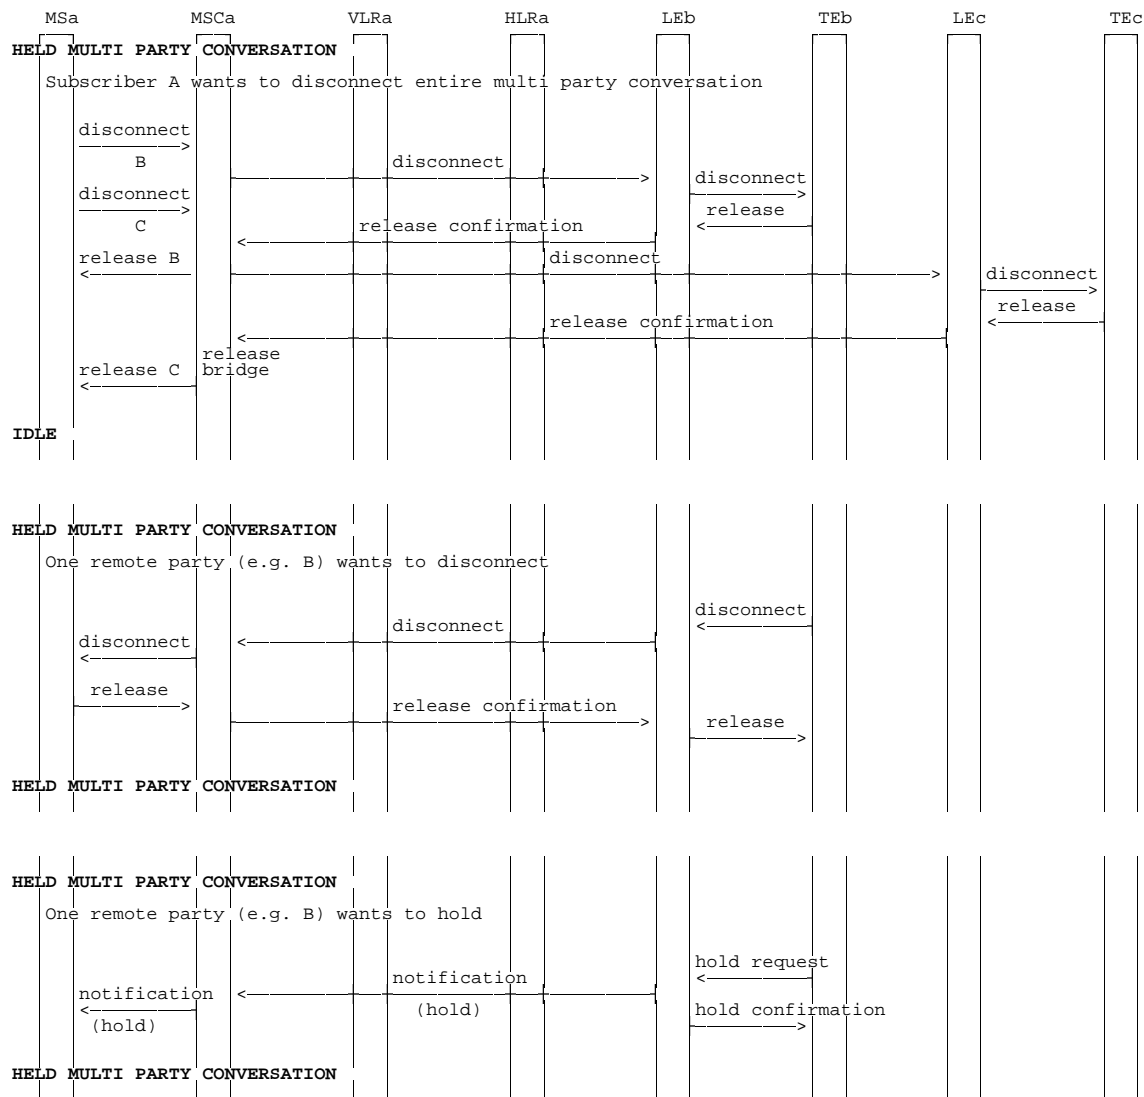 MSa MSCa VLRa HLRa LEb TEb LEc TEc
HELD MULTI PARTY CONVERSATION
Subscriber A wants to disconnect entire multi party conversation
disconnect
B
disconnect
disconnect
disconnect
C
release
release confirmation
release B
disconnect
disconnect
release
release confirmation
release
release C bridge
IDLE
HELD MULTI PARTY CONVERSATION
One remote party (e.g. B) wants to disconnect
disconnect
disconnect
disconnect
release
release confirmation
release
HELD MULTI PARTY CONVERSATION
HELD MULTI PARTY CONVERSATION
One remote party (e.g. B) wants to hold
hold request
notification
notification
(hold)
hold confirmation
(hold)
HELD MULTI PARTY CONVERSATION